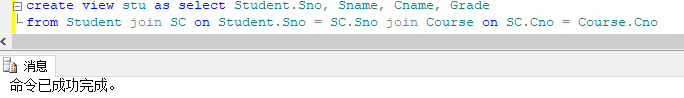 create view stu as select Student.Sno, Sname, Cname, Grade
from Student join SC on Student.Sno = SC.Sno join Course on SC.Cno = Course.Cno
消息
命令已成功完成。